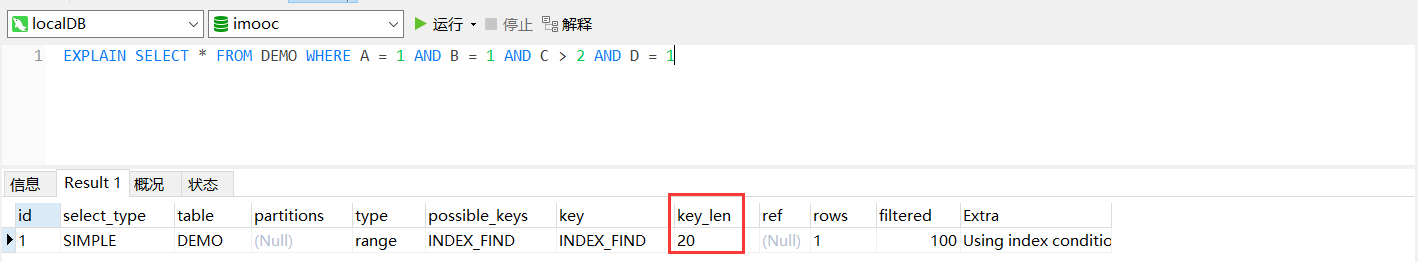 localDB imooc 运行 停止 解释
1 EXPLAIN SELECT * FROM DEMO WHERE A = 1 AND B = 1 AND C > 2 AND D = 1
信息 Result 1 概况 状态
id select_type table partitions type possible_keys key key_len ref rows filtered Extra
1 SIMPLE DEMO (Null) range INDEX_FIND INDEX_FIND 20 (Null) 1 100 Using index conditio